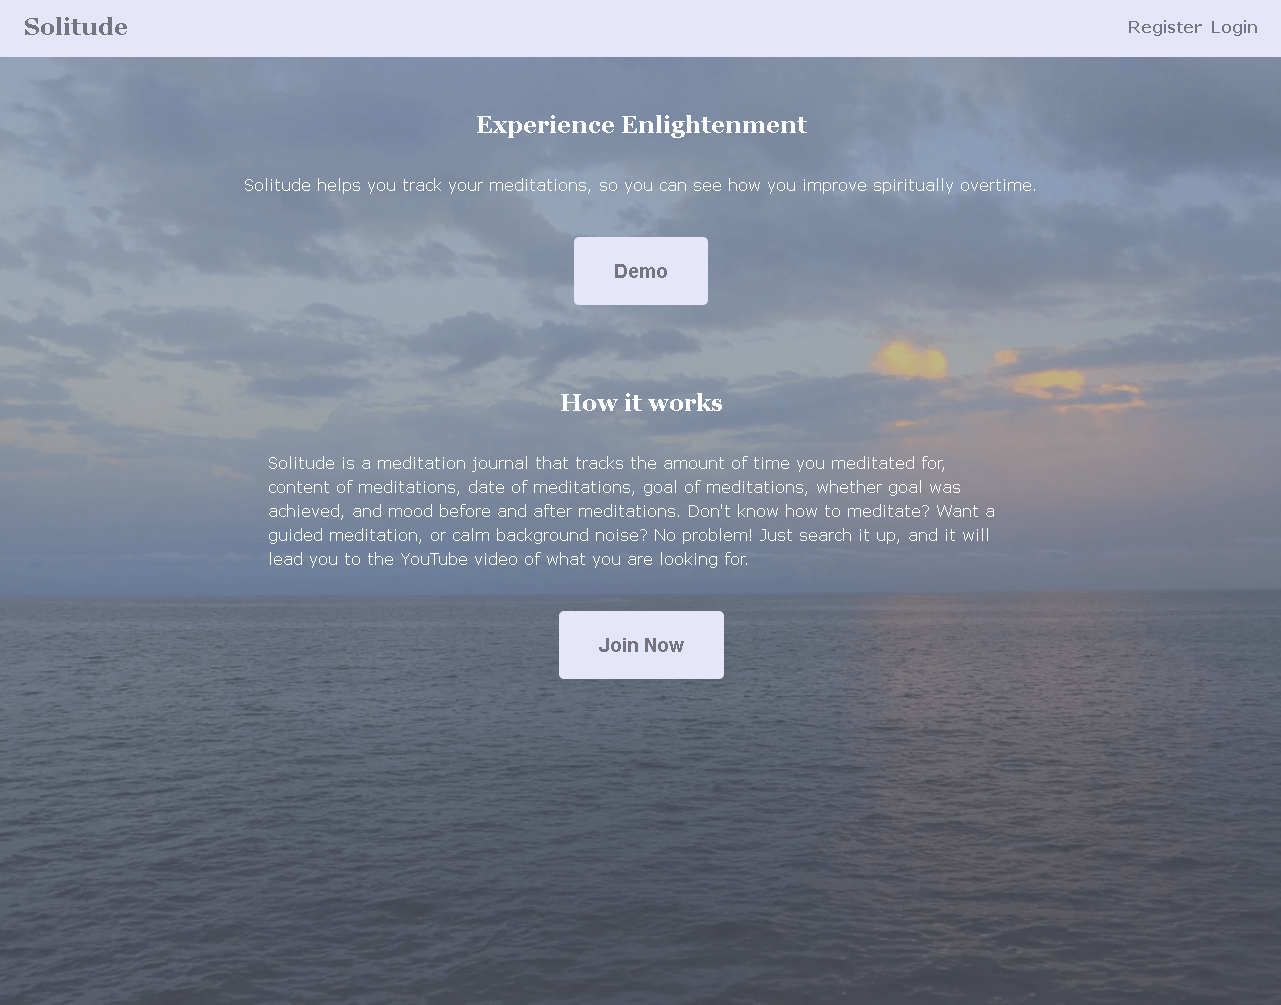 Solitude
Register Login
Experience Enlightenment
Solitude helps you track your meditations, so you can see how you improve spiritually overtime.
Demo
How it works
Solitude is a meditation journal that tracks the amount of time you meditated for,
content of meditations, date of meditations, goal of meditations, whether goal was
achieved, and mood before and after meditations. Don't know how to meditate? Want a
guided meditation, or calm background noise? No problem! Just search it up, and it will
lead you to the YouTube video of what you are looking for.
Join Now